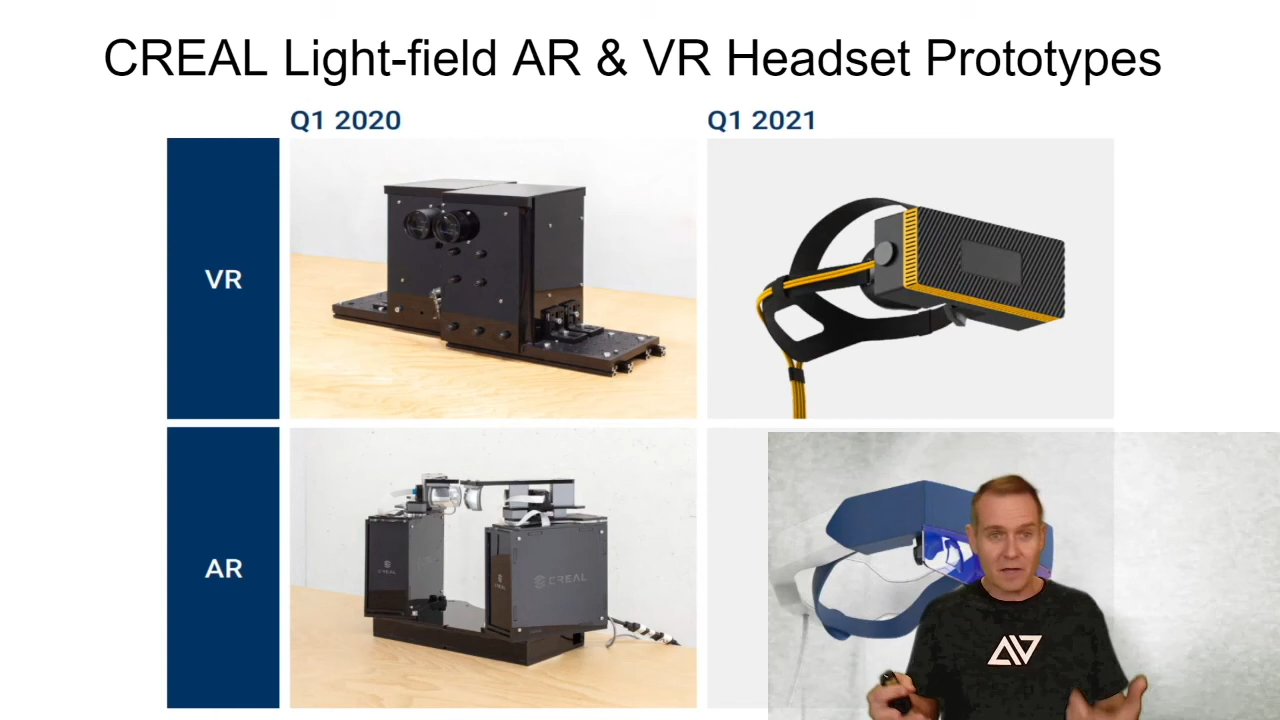 CREAL Light-field AR & VR Headset Prototypes
Q1 2020
Q1 2021
VR
AR
CREAL
CREAL